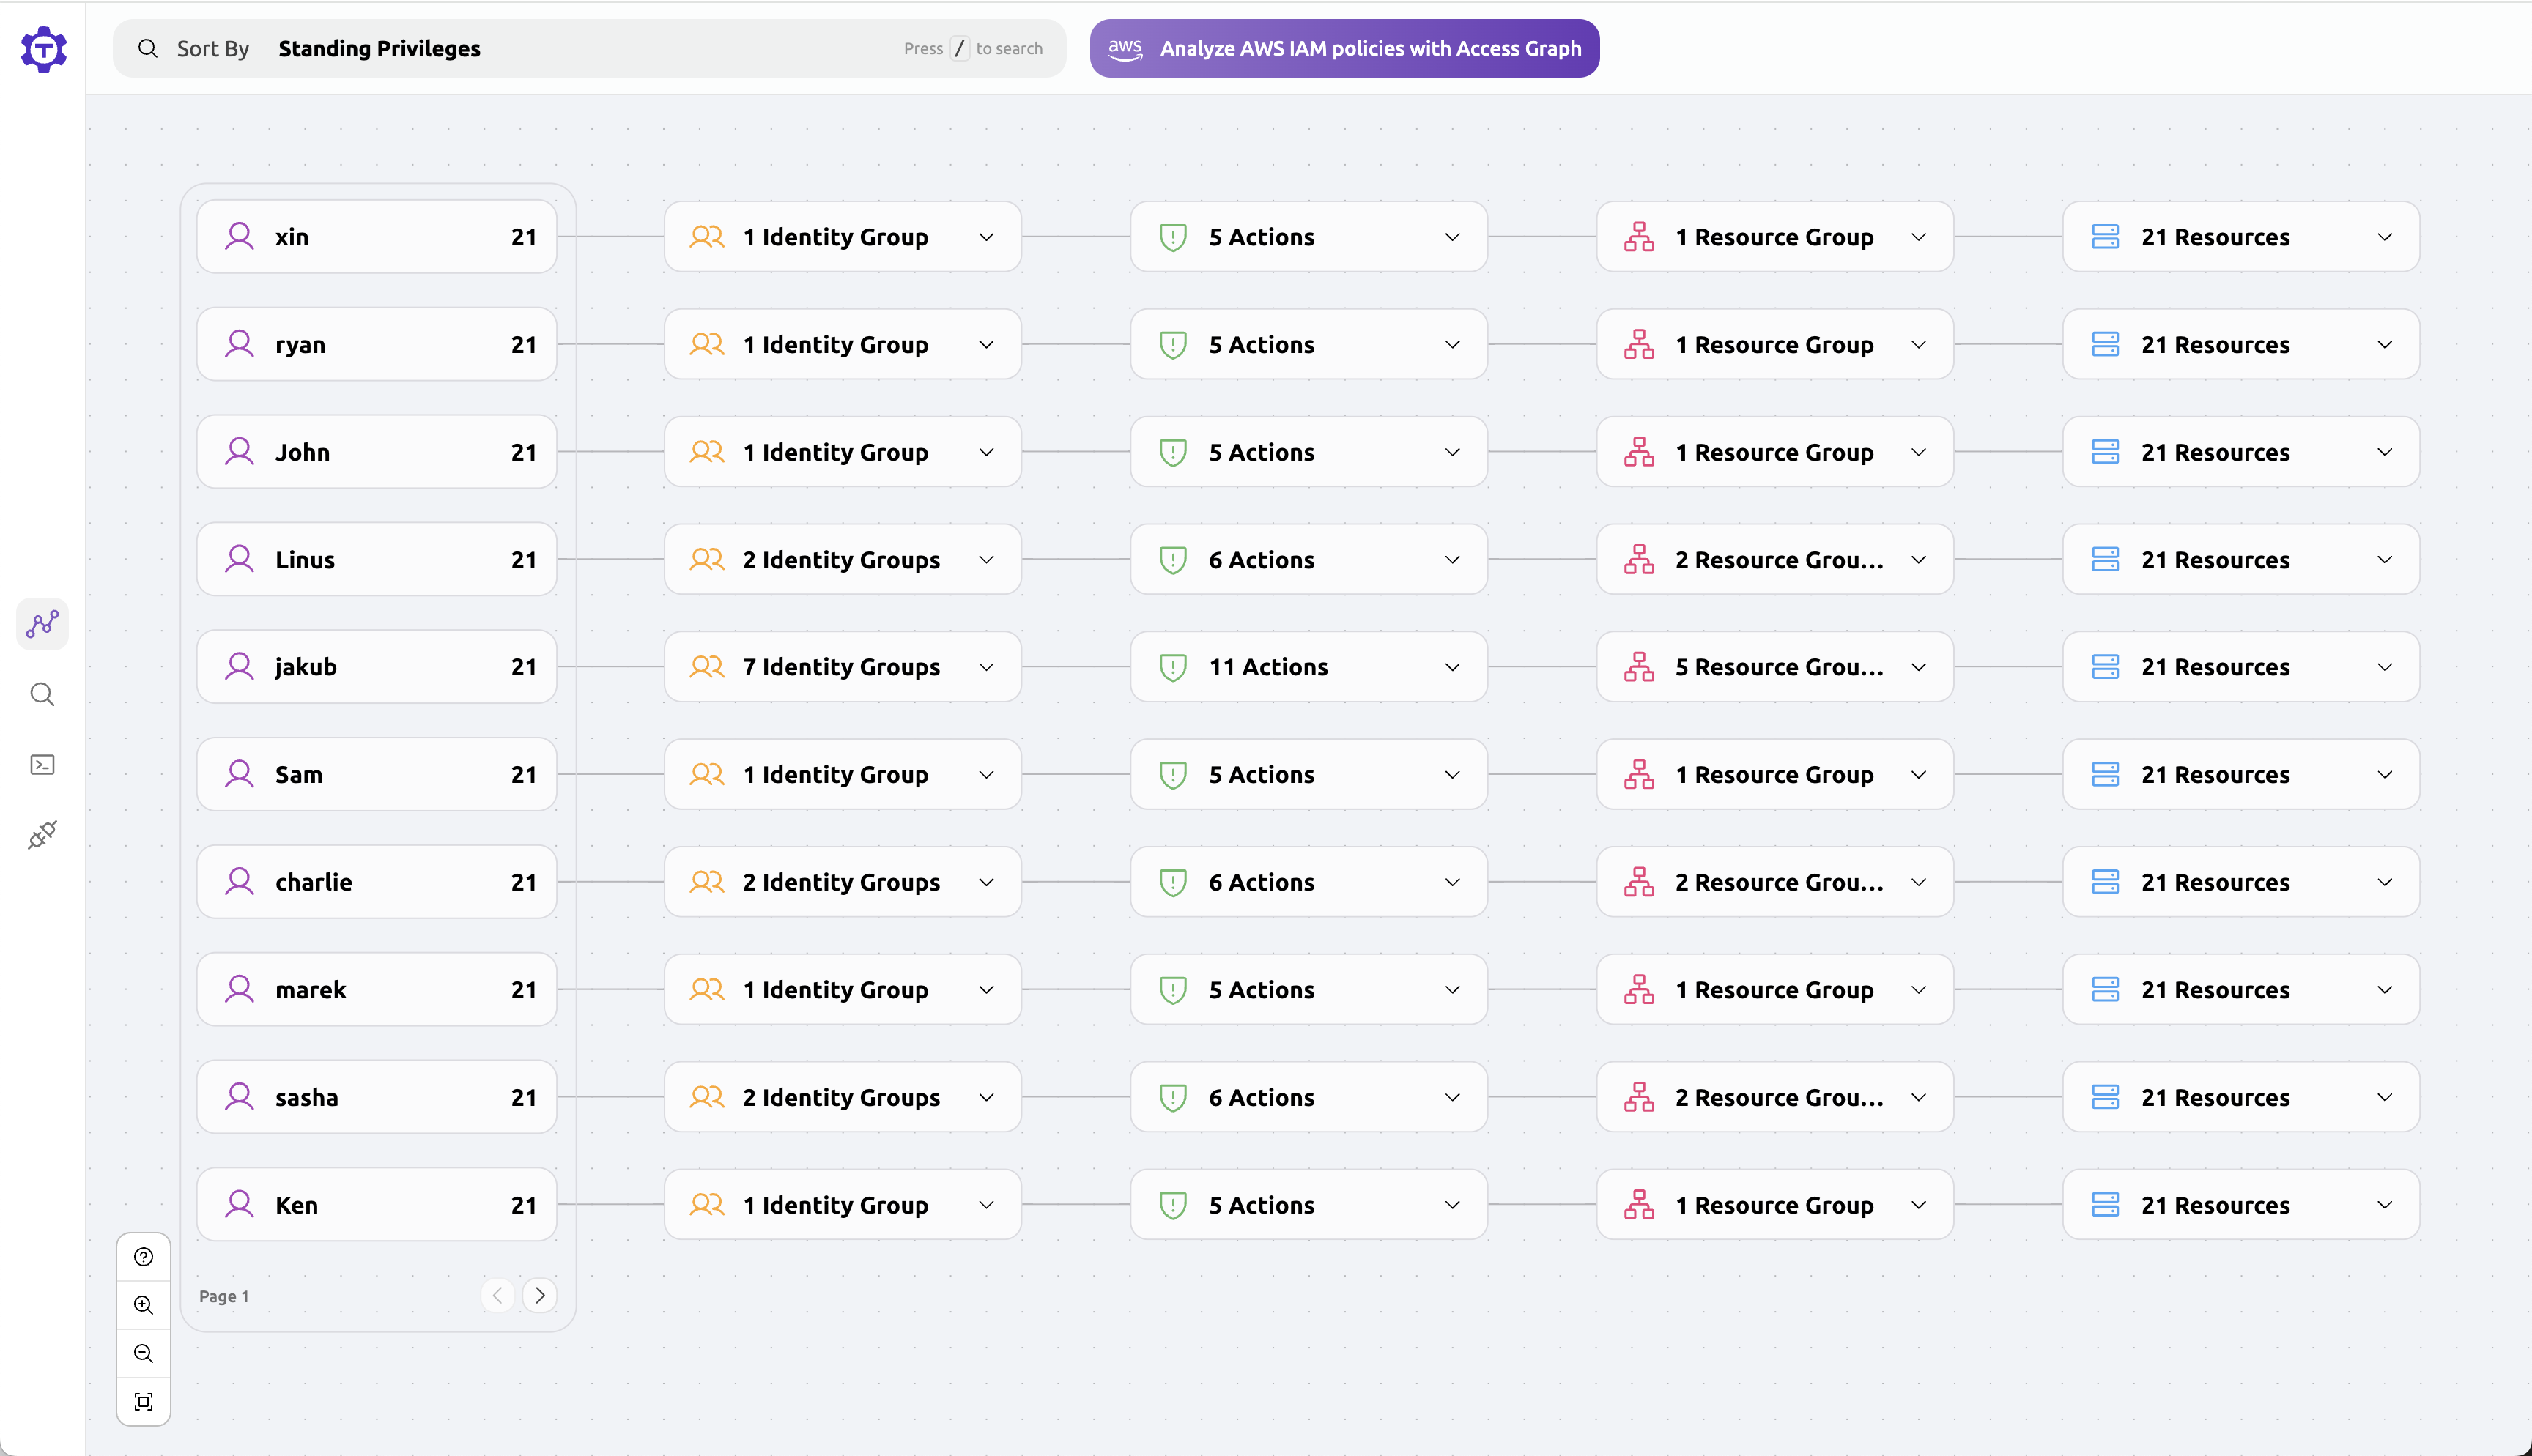 Sort By Standing Privileges Press / to search
aws Analyze AWS IAM policies with Access Graph
xin 21 1 Identity Group 5 Actions 1 Resource Group 21 Resources
ryan 21 1 Identity Group 5 Actions 1 Resource Group 21 Resources
John 21 1 Identity Group 5 Actions 1 Resource Group 21 Resources
Linus 21 2 Identity Groups 6 Actions 2 Resource Grou... 21 Resources
jakub 21 7 Identity Groups 11 Actions 5 Resource Grou... 21 Resources
Sam 21 1 Identity Group 5 Actions 1 Resource Group 21 Resources
charlie 21 2 Identity Groups 6 Actions 2 Resource Grou... 21 Resources
marek 21 1 Identity Group 5 Actions 1 Resource Group 21 Resources
sasha 21 2 Identity Groups 6 Actions 2 Resource Grou... 21 Resources
Ken 21 1 Identity Group 5 Actions 1 Resource Group 21 Resources
Page 1